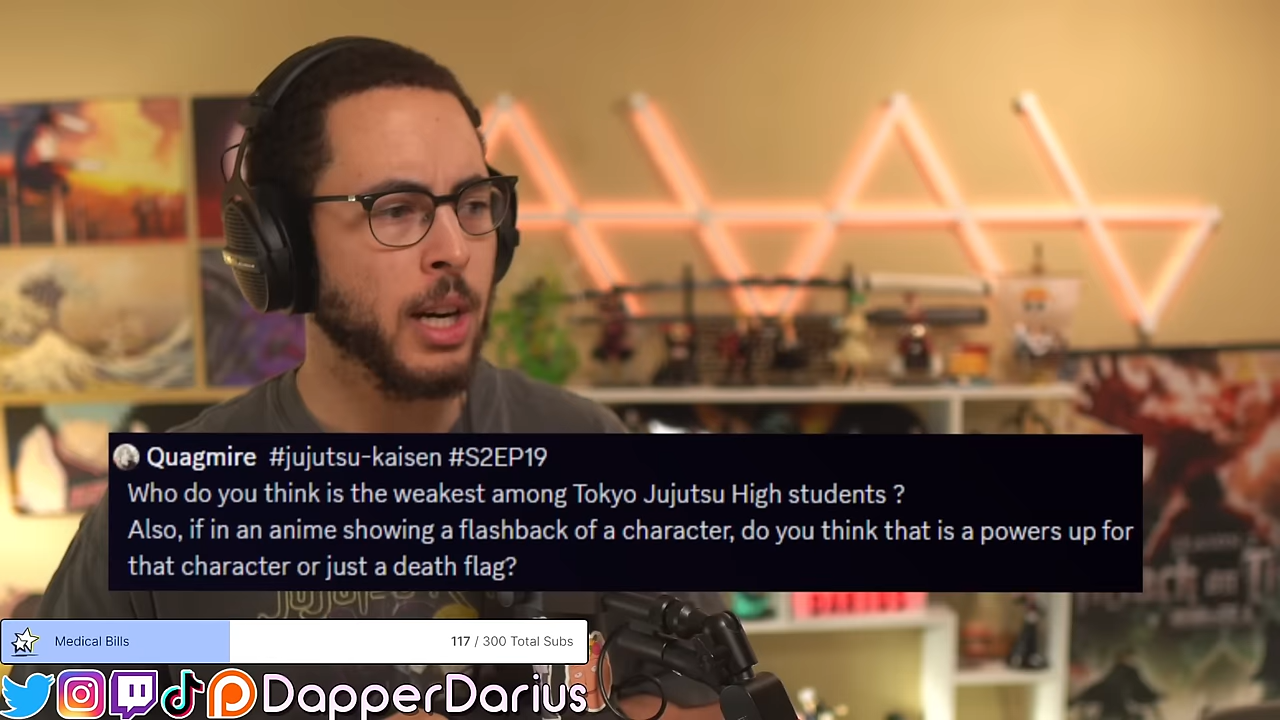 Quagmire #jujutsu-kaisen #S2EP19
Who do you think is the weakest among Tokyo Jujutsu High students ?
Also, if in an anime showing a flashback of a character, do you think that is a powers up for
that character or just a death flag?
DARIUS
Medical Bills 117 / 300 Total Subs
DapperDarius